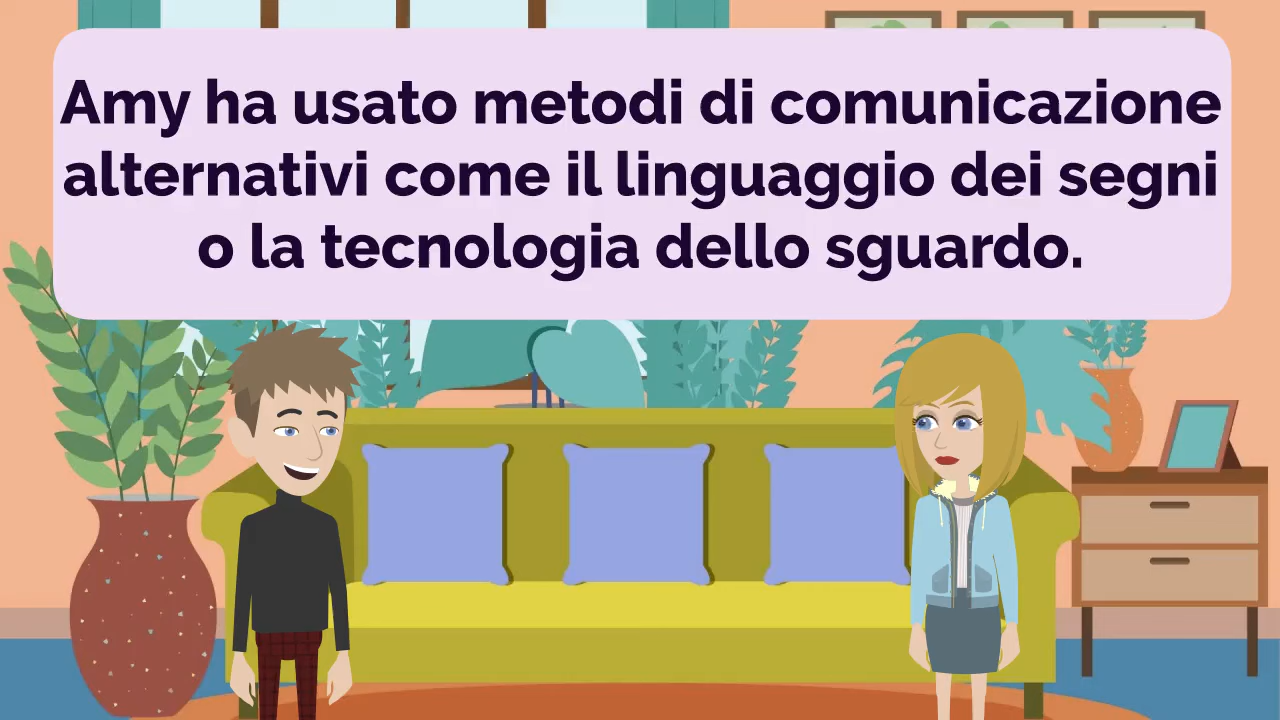 Amy ha usato metodi di comunicazione
alternativi come il linguaggio dei segni
o la tecnologia dello sguardo.